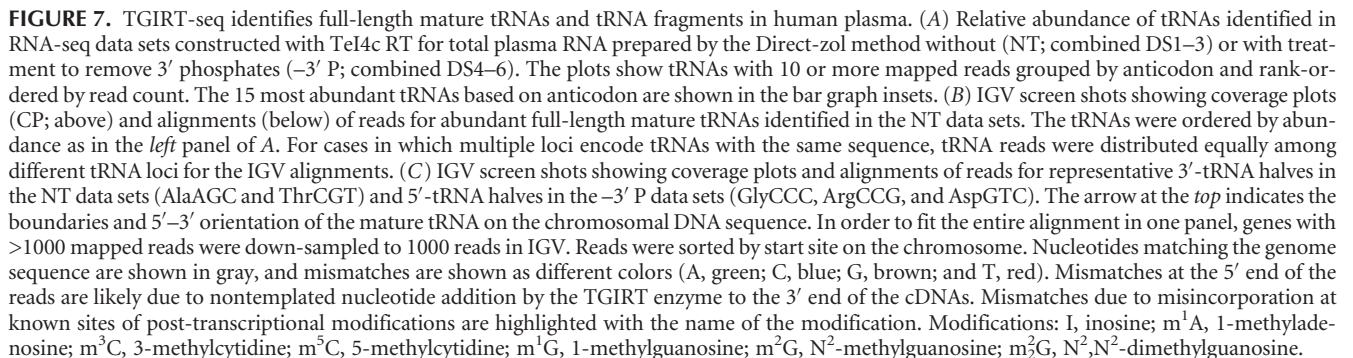 FIGURE 7. TGIRT-seq identifies full-length mature tRNAs and tRNA fragments in human plasma. (A) Relative abundance of tRNAs identified in
RNA-seq data sets constructed with TeI4c RT for total plasma RNA prepared by the Direct-zol method without (NT; combined DS1–3) or with treat-
ment to remove 3′ phosphates (–3′ P; combined DS4–6). The plots show tRNAs with 10 or more mapped reads grouped by anticodon and rank-or-
dered by read count. The 15 most abundant tRNAs based on anticodon are shown in the bar graph insets. (B) IGV screen shots showing coverage plots
(CP; above) and alignments (below) of reads for abundant full-length mature tRNAs identified in the NT data sets. The tRNAs were ordered by abun-
dance as in the left panel of A. For cases in which multiple loci encode tRNAs with the same sequence, tRNA reads were distributed equally among
different tRNA loci for the IGV alignments. (C) IGV screen shots showing coverage plots and alignments of reads for representative 3′-tRNA halves in
the NT data sets (AlaAGC and ThrCGT) and 5′-tRNA halves in the –3′ P data sets (GlyCCC, ArgCCG, and AspGTC). The arrow at the top indicates the
boundaries and 5′–3′ orientation of the mature tRNA on the chromosomal DNA sequence. In order to fit the entire alignment in one panel, genes with
>1000 mapped reads were down-sampled to 1000 reads in IGV. Reads were sorted by start site on the chromosome. Nucleotides matching the genome
sequence are shown in gray, and mismatches are shown as different colors (A, green; C, blue; G, brown; and T, red). Mismatches at the 5′ end of the
reads are likely due to nontemplated nucleotide addition by the TGIRT enzyme to the 3′ end of the cDNAs. Mismatches due to misincorporation at
known sites of post-transcriptional modifications are highlighted with the name of the modification. Modifications: I, inosine; m¹A, 1-methylade-
nosine; m³C, 3-methylcytidine; m⁵C, 5-methylcytidine; m¹G, 1-methylguanosine; m²G, N²-methylguanosine; m²₂G, N²,N²-dimethylguanosine.